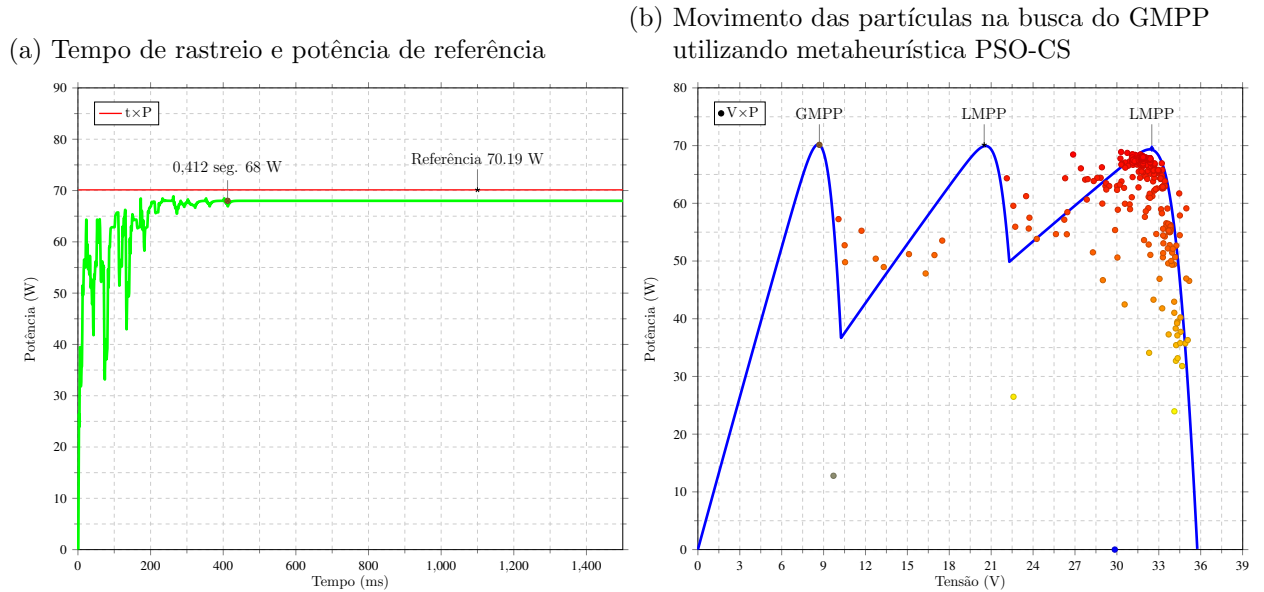 (a) Tempo de rastreio e potência de referência
90
80
70
60
50
40
30
20
10
0
Potência (W)
t×P
0,412 seg. 68 W
Referência 70.19 W
0 200 400 600 800 1,000 1,200 1,400
Tempo (ms)
(b) Movimento das partículas na busca do GMPP
utilizando metaheurística PSO-CS
80
70
60
50
40
30
20
10
0
Potência (W)
V×P
GMPP LMPP LMPP
0 3 6 9 12 15 18 21 24 27 30 33 36 39
Tensão (V)